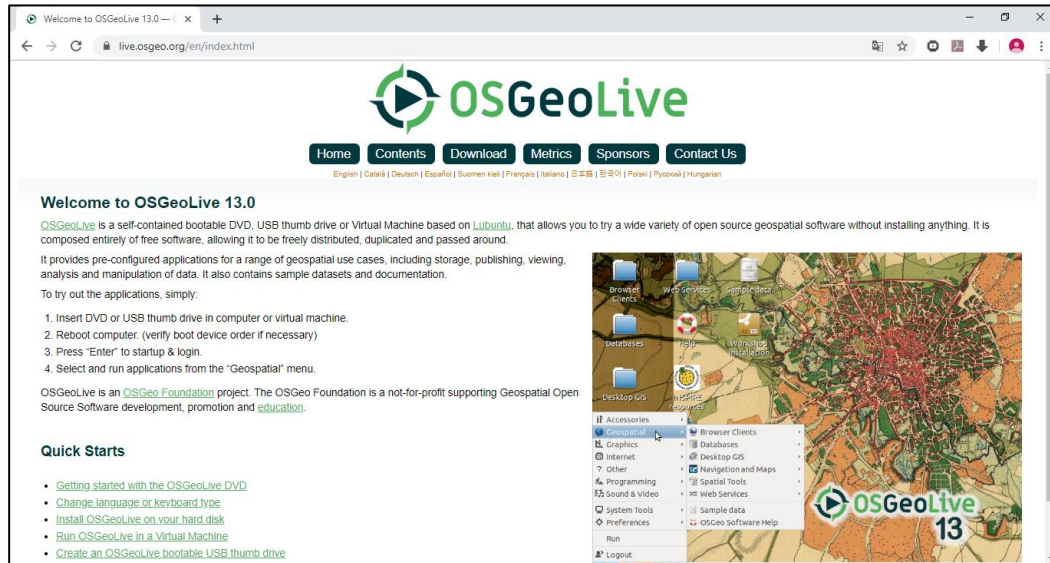 Welcome to OSGeoLive 13.0 — C
live.osgeo.org/en/index.html
OSGeoLive
Home Contents Download Metrics Sponsors Contact Us
English | Català | Deutsch | Español | Suomen kieli | Français | Italiano | 日本語 | 한국어 | Polski | Русский | Hungarian
Welcome to OSGeoLive 13.0
OSGeoLive is a self-contained bootable DVD, USB thumb drive or Virtual Machine based on Lubuntu, that allows you to try a wide variety of open source geospatial software without installing anything. It is
composed entirely of free software, allowing it to be freely distributed, duplicated and passed around.
It provides pre-configured applications for a range of geospatial use cases, including storage, publishing, viewing,
analysis and manipulation of data. It also contains sample datasets and documentation.
To try out the applications, simply:
1. Insert DVD or USB thumb drive in computer or virtual machine.
2. Reboot computer. (verify boot device order if necessary)
3. Press “Enter” to startup & login.
4. Select and run applications from the “Geospatial” menu.
OSGeoLive is an OSGeo Foundation project. The OSGeo Foundation is a not-for-profit supporting Geospatial Open
Source Software development, promotion and education.
Quick Starts
• Getting started with the OSGeoLive DVD
• Change language or keyboard type
• Install OSGeoLive on your hard disk
• Run OSGeoLive in a Virtual Machine
• Create an OSGeoLive bootable USB thumb drive
Browser Clients
Web Services
Sample data
Databases
Help
Workshop Installation
Desktop GIS
INSPIRE resources
Accessories
Geospatial
Graphics
Internet
Other
Programming
Sound & Video
System Tools
Preferences
Run
Logout
Browser Clients
Databases
Desktop GIS
Navigation and Maps
Spatial Tools
Web Services
Sample data
OSGeo Software Help
OSGeoLive
13